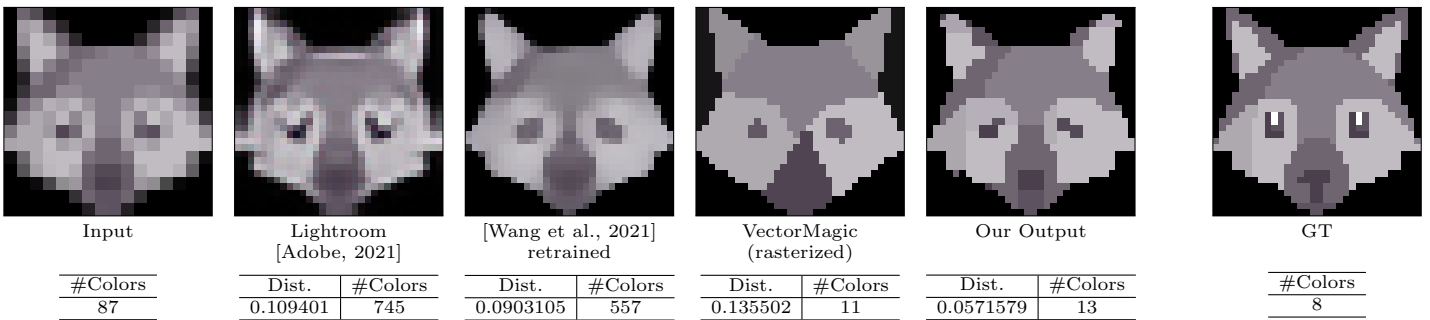 Input
Lightroom
[Adobe, 2021]
[Wang et al., 2021]
retrained
VectorMagic
(rasterized)
Our Output
GT
#Colors
87
Dist. #Colors
0.109401 745
Dist. #Colors
0.0903105 557
Dist. #Colors
0.135502 11
Dist. #Colors
0.0571579 13
#Colors
8